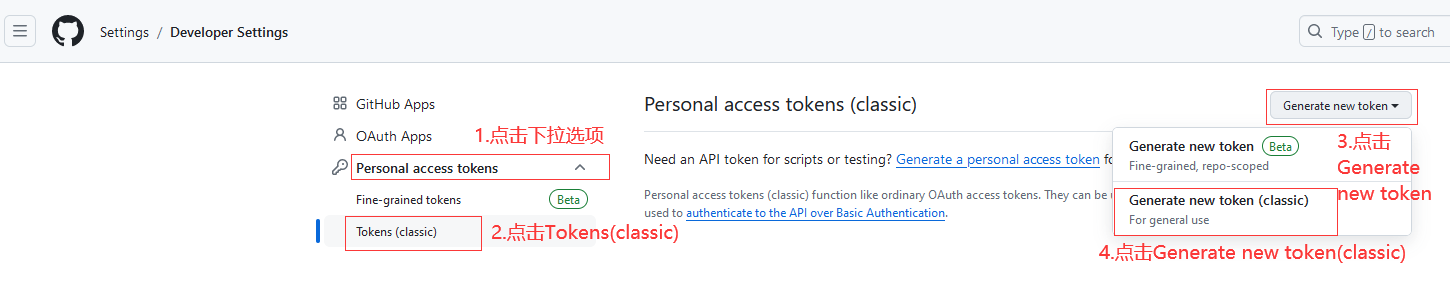 Settings / Developer Settings
Type / to search
GitHub Apps
OAuth Apps
1.点击下拉选项
Personal access tokens
Fine-grained tokens Beta
Tokens (classic)
2.点击Tokens(classic)
Personal access tokens (classic)
Generate new token
Need an API token for scripts or testing? Generate a personal access token fo
Personal access tokens (classic) function like ordinary OAuth access tokens. They can be u
used to authenticate to the API over Basic Authentication.
Generate new token Beta
Fine-grained, repo-scoped
Generate new token (classic)
For general use
3.点击
Generate
new token
4.点击Generate new token(classic)